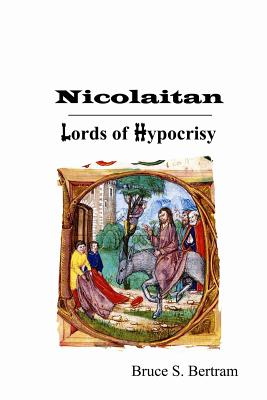 Nicolaitan
Lords of Hypocrisy
Bruce S. Bertram